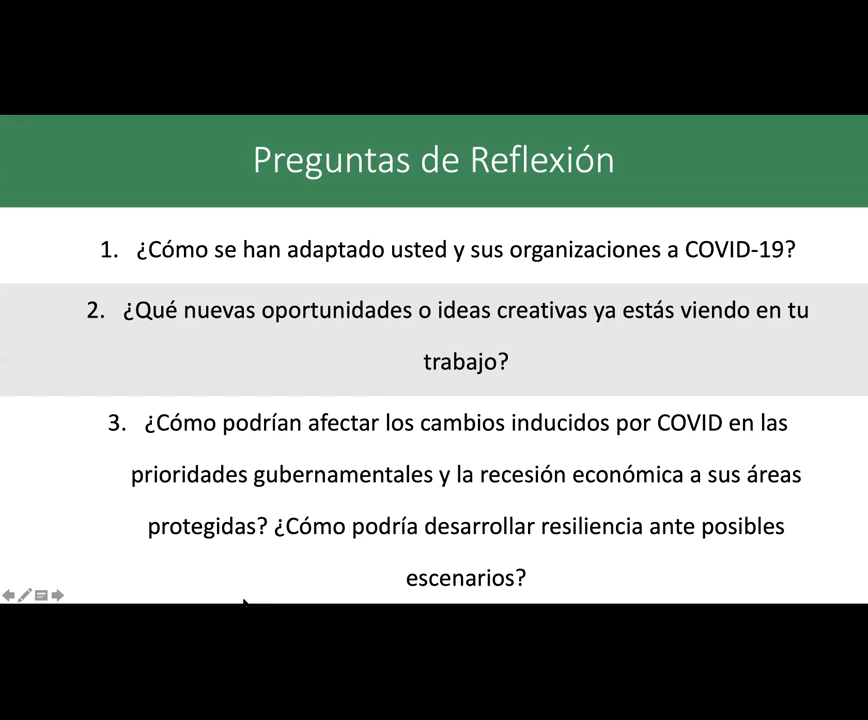 Preguntas de Reflexión
1. ¿Cómo se han adaptado usted y sus organizaciones a COVID-19?
2. ¿Qué nuevas oportunidades o ideas creativas ya estás viendo en tu
trabajo?
3. ¿Cómo podrían afectar los cambios inducidos por COVID en las
prioridades gubernamentales y la recesión económica a sus áreas
protegidas? ¿Cómo podría desarrollar resiliencia ante posibles
escenarios?